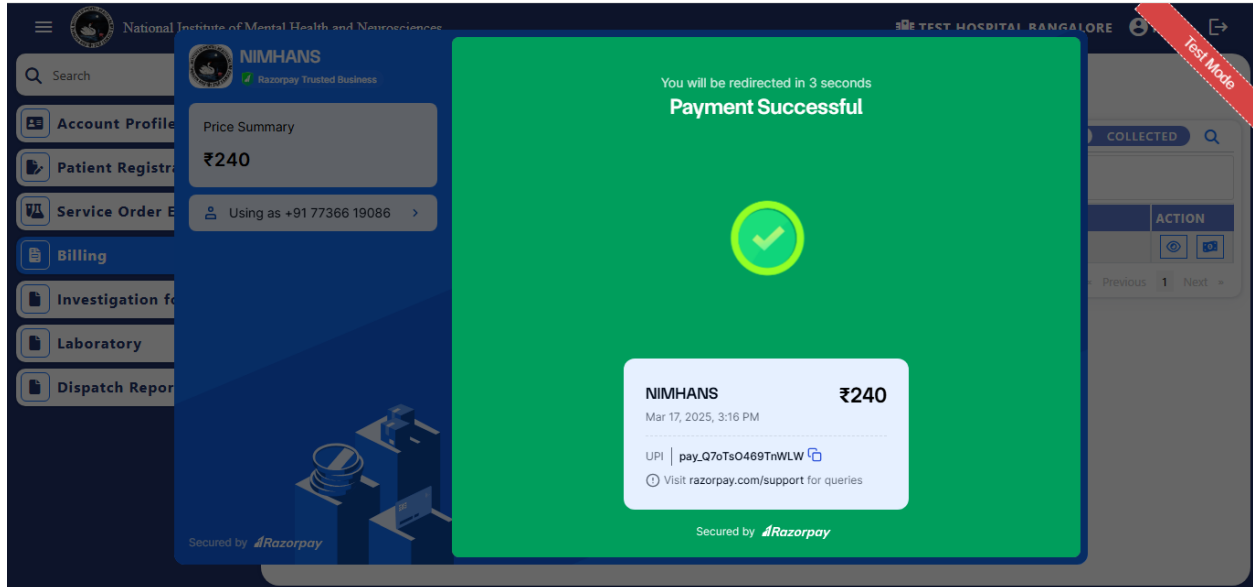 National Institute of Mental Health and Neurosciences
TEST HOSPITAL BANGALORE
Test Mode
Search
Account Profile
Patient Registra
Service Order E
Billing
Investigation fo
Laboratory
Dispatch Repor
NIMHANS
Razorpay Trusted Business
Price Summary
₹240
Using as +91 77366 19086
Secured by Razorpay
You will be redirected in 3 seconds
Payment Successful
NIMHANS ₹240
Mar 17, 2025, 3:16 PM
UPI pay_Q7oTsO469TnWLW
Visit razorpay.com/support for queries
Secured by Razorpay
COLLECTED
ACTION
« Previous 1 Next »